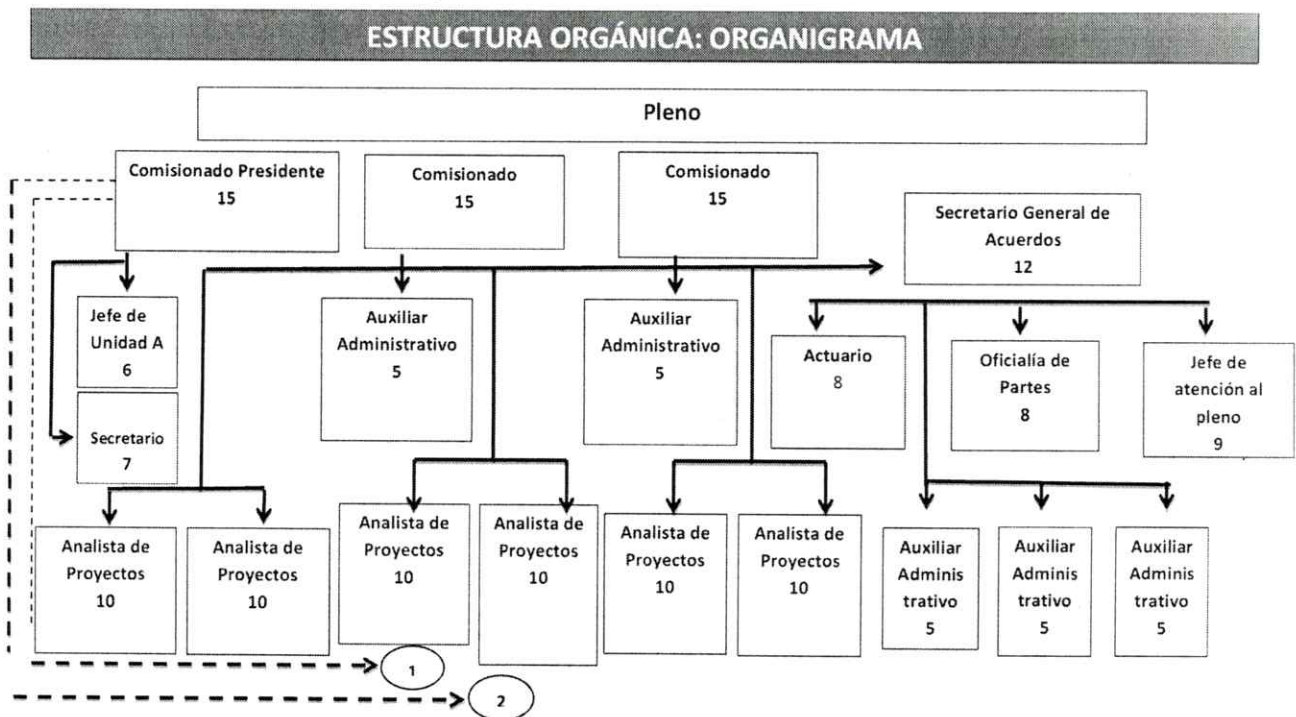 ESTRUCTURA ORGÁNICA: ORGANIGRAMA
Pleno
Comisionado Presidente
15
Comisionado
15
Comisionado
15
Secretario General de
Acuerdos
12
Jefe de
Unidad A
6
Secretario
7
Auxiliar
Administrativo
5
Auxiliar
Administrativo
5
Actuario
8
Oficialía de
Partes
8
Jefe de
atención al
pleno
9
Analista de
Proyectos
10
Analista de
Proyectos
10
Analista de
Proyectos
10
Analista de
Proyectos
10
Analista de
Proyectos
10
Analista de
Proyectos
10
Auxiliar
Adminis
trativo
5
Auxiliar
Adminis
trativo
5
Auxiliar
Adminis
trativo
5
1
2